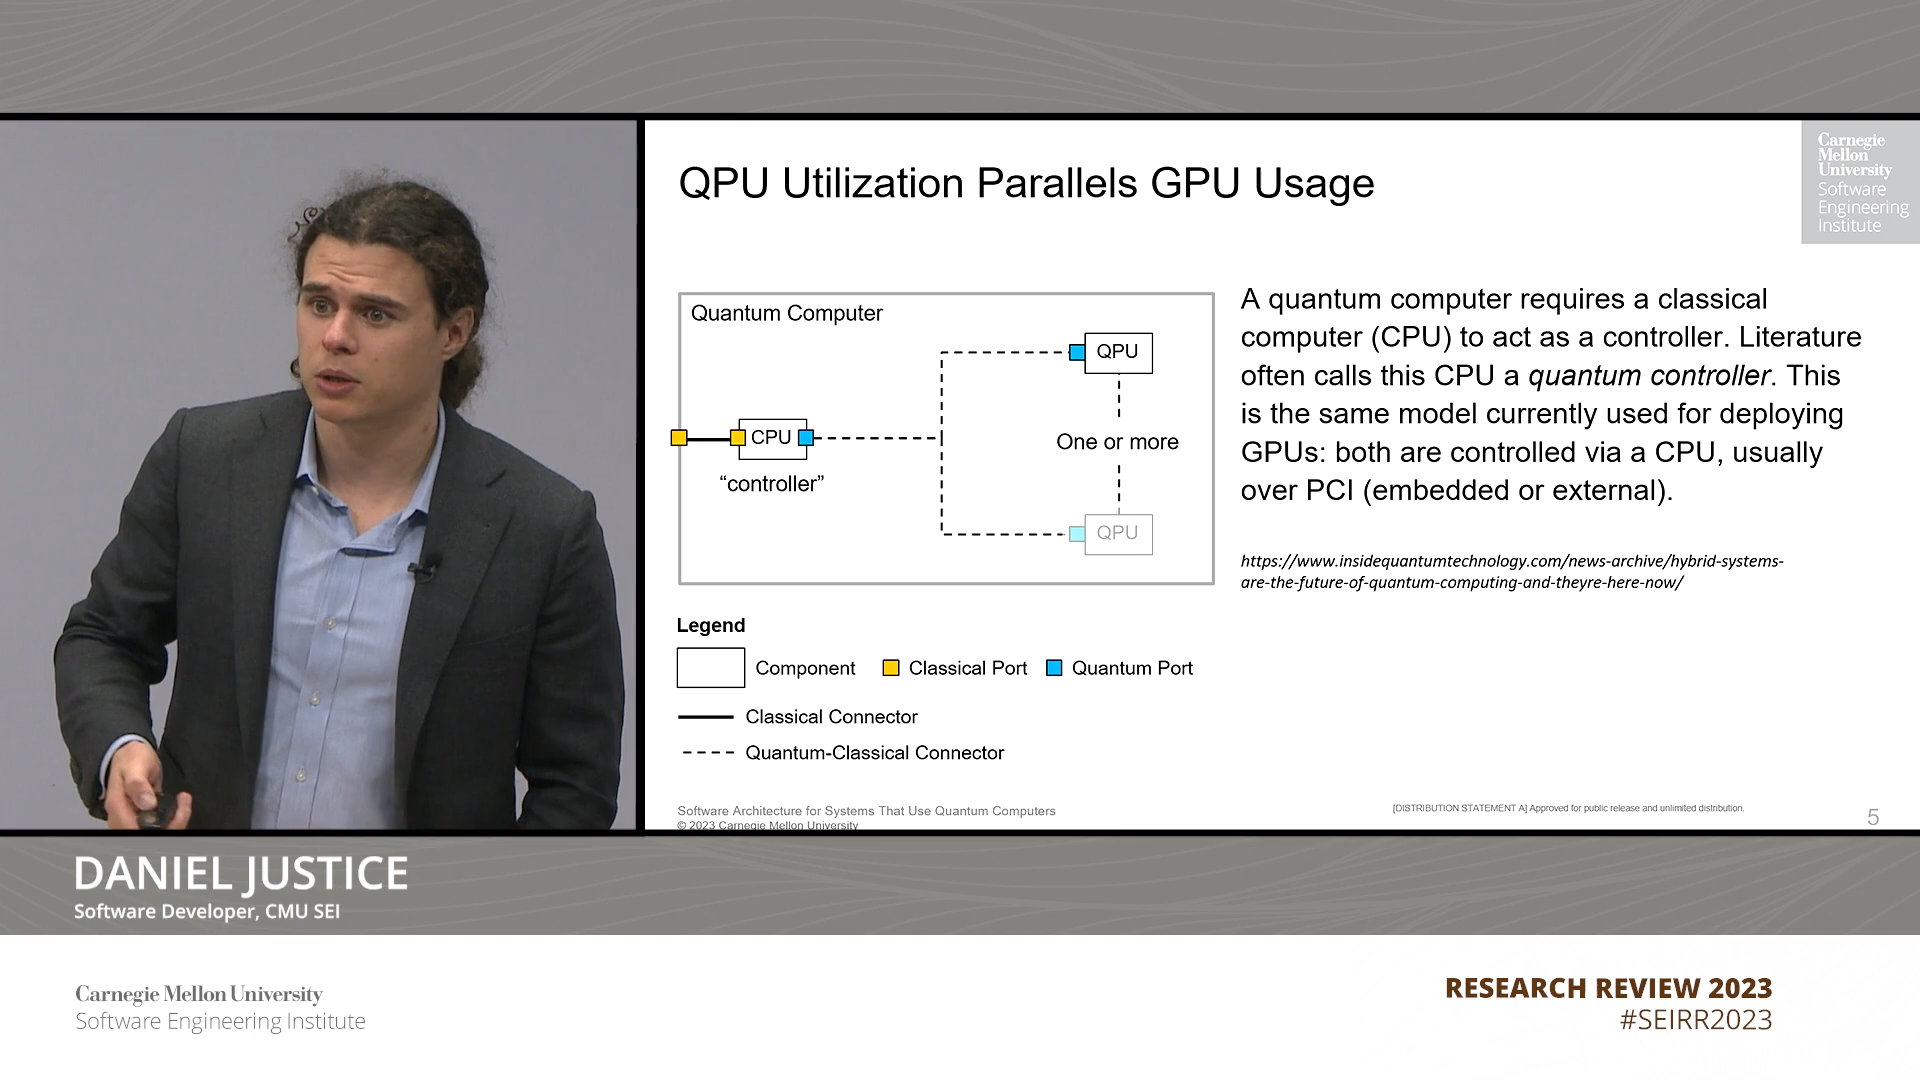 QPU Utilization Parallels GPU Usage
Carnegie
Mellon
University
Software
Engineering
Institute
Quantum Computer
QPU
CPU
"controller"
One or more
QPU
A quantum computer requires a classical
computer (CPU) to act as a controller. Literature
often calls this CPU a quantum controller. This
is the same model currently used for deploying
GPUs: both are controlled via a CPU, usually
over PCI (embedded or external).
https://www.insidequantumtechnology.com/news-archive/hybrid-systems-
are-the-future-of-quantum-computing-and-theyre-here-now/
Legend
Component
Classical Port
Quantum Port
Classical Connector
Quantum-Classical Connector
Software Architecture for Systems That Use Quantum Computers
© 2023 Carnegie Mellon University
[DISTRIBUTION STATEMENT A] Approved for public release and unlimited distribution.
5
DANIEL JUSTICE
Software Developer, CMU SEI
Carnegie Mellon University
Software Engineering Institute
RESEARCH REVIEW 2023
#SEIRR2023